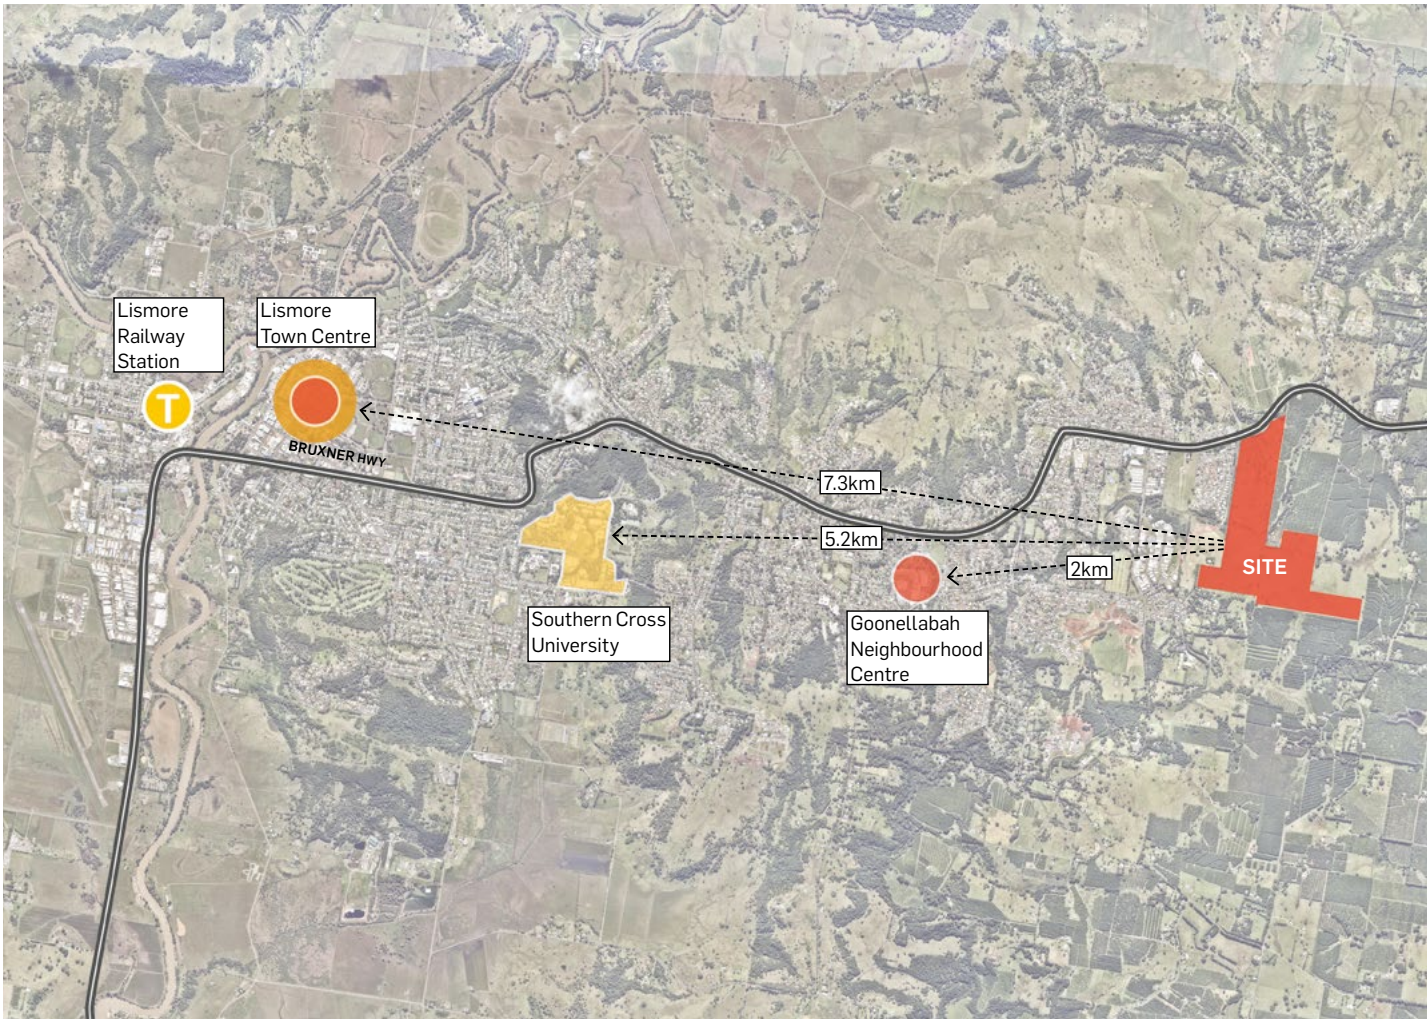 Lismore
Railway
Station
Lismore
Town Centre
T
BRUXNER HWY
7.3km
5.2km
2km
SITE
Southern Cross
University
Goonellabah
Neighbourhood
Centre